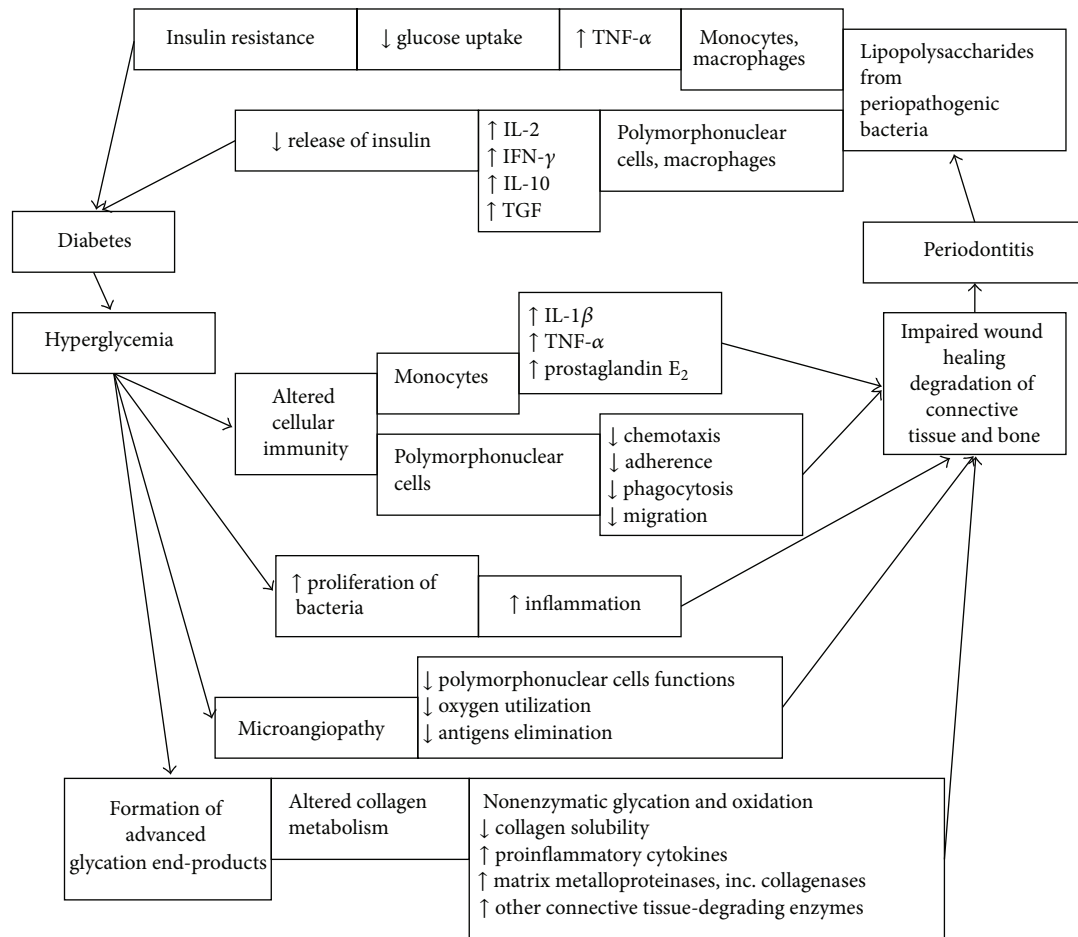 Insulin resistance
↓ glucose uptake
↑ TNF-α
Monocytes,
macrophages
Lipopolysaccharides
from
periopathogenic
bacteria
↓ release of insulin
↑ IL-2
↑ IFN-γ
↑ IL-10
↑ TGF
Polymorphonuclear
cells, macrophages
Diabetes
Periodontitis
Hyperglycemia
Altered
cellular
immunity
Monocytes
↑ IL-1β
↑ TNF-α
↑ prostaglandin E₂
Polymorphonuclear
cells
↓ chemotaxis
↓ adherence
↓ phagocytosis
↓ migration
Impaired wound
healing
degradation of
connective
tissue and bone
↑ proliferation of
bacteria
↑ inflammation
Microangiopathy
↓ polymorphonuclear cells functions
↓ oxygen utilization
↓ antigens elimination
Formation of
advanced
glycation end-products
Altered collagen
metabolism
Nonenzymatic glycation and oxidation
↓ collagen solubility
↑ proinflammatory cytokines
↑ matrix metalloproteinases, inc. collagenases
↑ other connective tissue-degrading enzymes